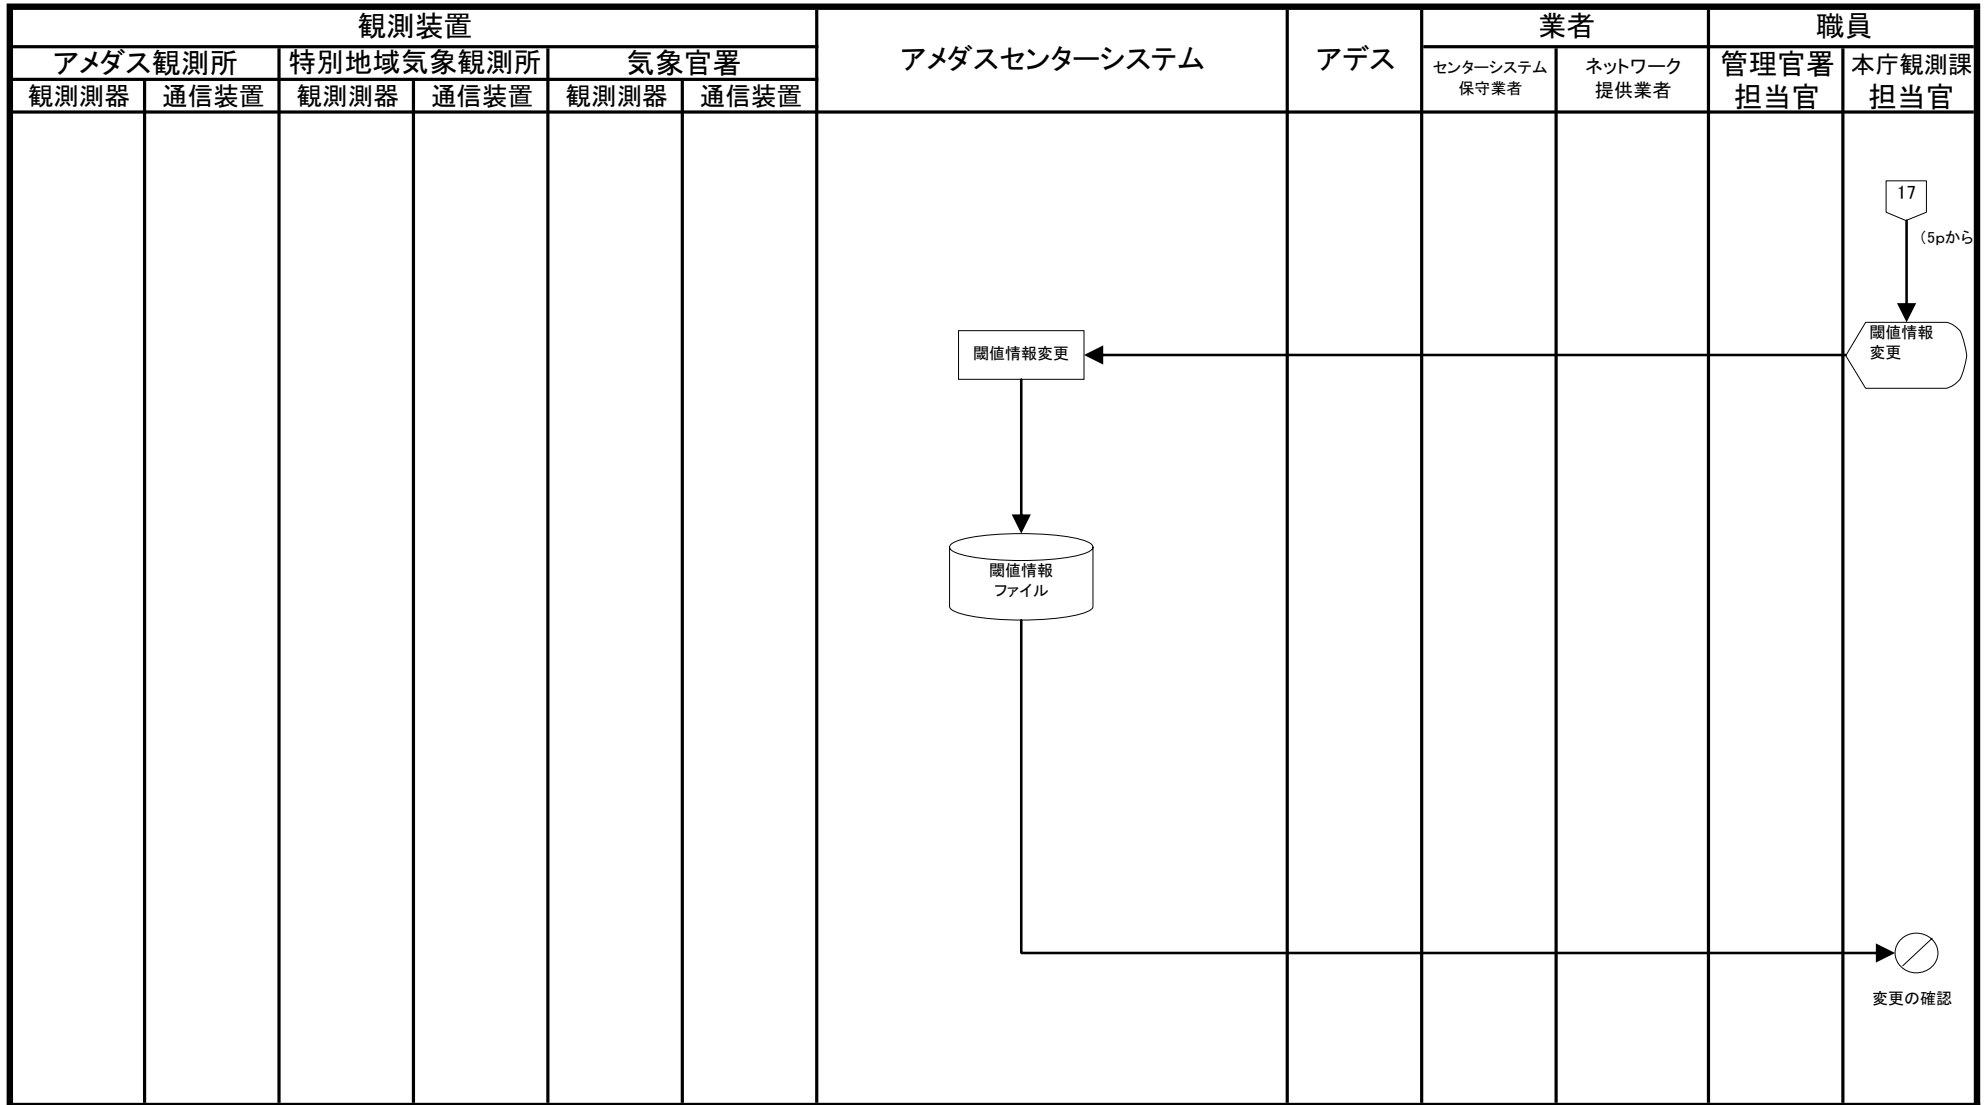 観測装置
アメダス観測所
特別地域気象観測所
気象官署
観測測器
通信装置
観測測器
通信装置
観測測器
通信装置
アメダスセンターシステム
アデス
業者
センターシステム
保守業者
ネットワーク
提供業者
職員
管理官署
担当官
本庁観測課
担当官
17
(5pから
閾値情報
変更
閾値情報変更
閾値情報
ファイル
変更の確認